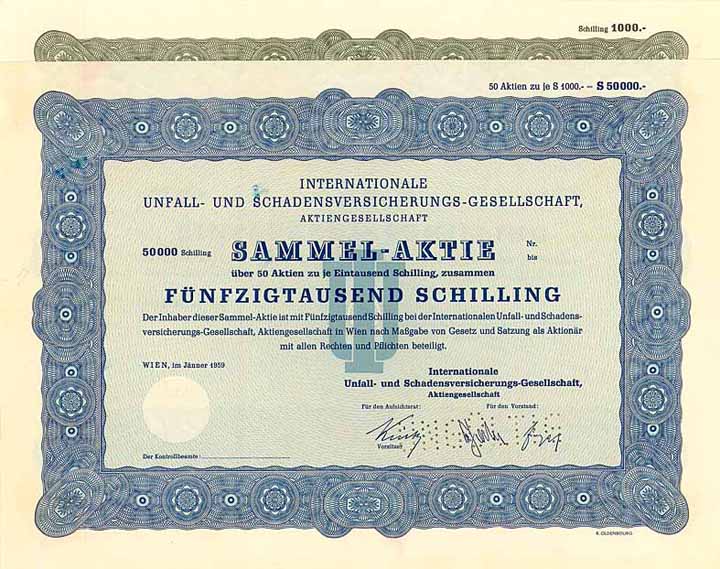 Schilling 1000.-
50 Aktien zu je S 1000.- – S 50000.-
INTERNATIONALE
UNFALL- UND SCHADENSVERSICHERUNGS-GESELLSCHAFT,
AKTIENGESELLSCHAFT
50000 Schilling SAMMEL-AKTIE Nr.
bis
über 50 Aktien zu je Eintausend Schilling, zusammen
FÜNFZIGTAUSEND SCHILLING
Der Inhaber dieser Sammel-Aktie ist mit Fünfzigtausend Schilling bei der Internationalen Unfall- und Schadens-
versicherungs-Gesellschaft, Aktiengesellschaft in Wien nach Maßgabe von Gesetz und Satzung als Aktionär
mit allen Rechten und Pflichten beteiligt.
WIEN, im Jänner 1959
Internationale
Unfall- und Schadensversicherungs-Gesellschaft,
Aktiengesellschaft
Für den Aufsichtsrat: Für den Vorstand:
Vorsitzend
Der Kontrollbeamte:
R. OLDENBOURG